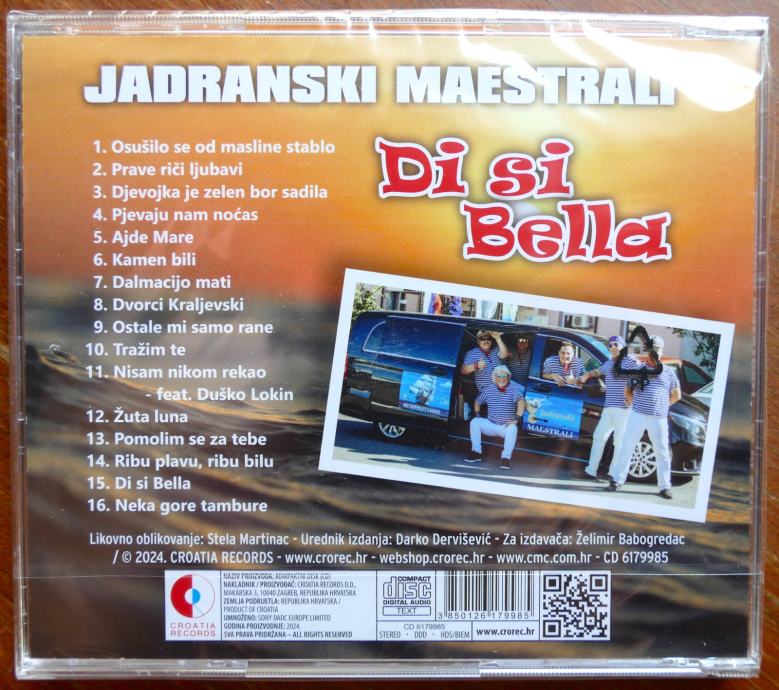 JADRANSKI MAESTRALI
Di si
Bella
1. Osušilo se od masline stablo
2. Prave riči ljubavi
3. Djevojka je zelen bor sadila
4. Pjevaju nam noćas
5. Ajde Mare
6. Kamen bili
7. Dalmacijo mati
8. Dvorci Kraljevski
9. Ostale mi samo rane
10. Tražim te
11. Nisam nikom rekao
- feat. Duško Lokin
12. Žuta luna
13. Pomolim se za tebe
14. Ribu plavu, ribu bilu
15. Di si Bella
16. Neka gore tambure
Jadranski
MAESTRALI
Likovno oblikovanje: Stela Martinac - Urednik izdanja: Darko Dervišević - Za izdavača: Želimir Babogredac
/ © 2024. CROATIA RECORDS - www.crorec.hr - webshop.crorec.hr - www.cmc.com.hr - CD 6179985
CROATIA
RECORDS
NAZIV PROIZVODA: KOMPAKTNI DISK (CD)
NAKLADNIK / PROIZVOĐAČ: CROATIA RECORDS D.D.,
MAKARSKA 3, 10040 ZAGREB, REPUBLIKA HRVATSKA
ZEMLJA PODRIJETLA: REPUBLIKA HRVATSKA /
PRODUCT OF CROATIA
UMNOŽENO: SONY DADC EUROPE LIMITED
GODINA PROIZVODNJE: 2024.
SVA PRAVA PRIDRŽANA – ALL RIGHTS RESERVED
COMPACT
disc
DIGITAL AUDIO
TEXT
3 850126 179985
CD 6179985
STEREO · DDD · HDS/BIEM
www.crorec.hr